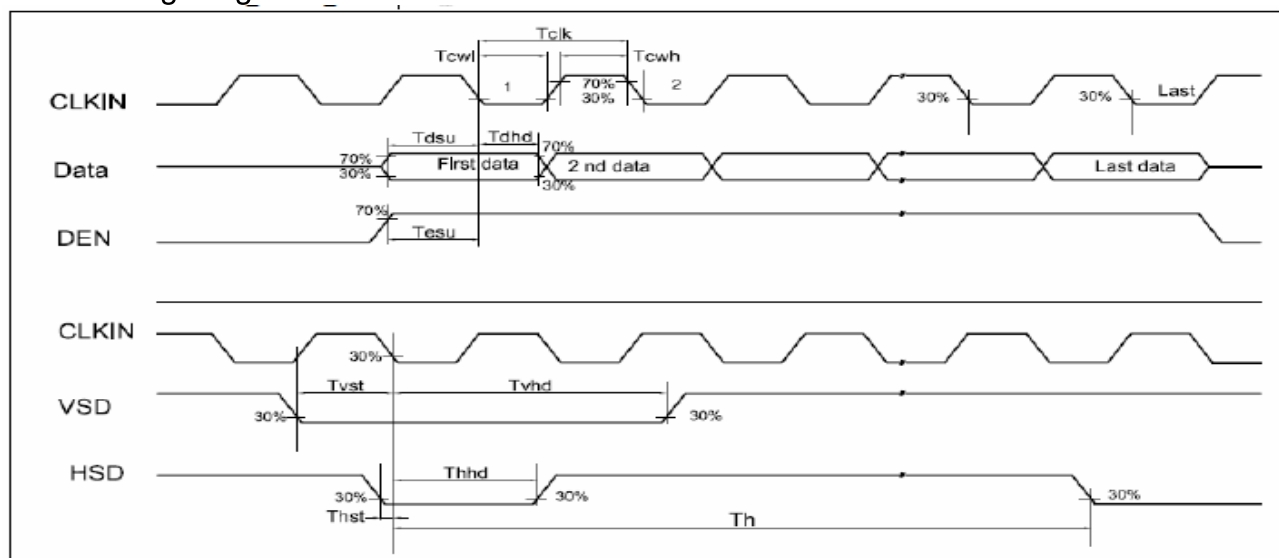 Tclk
Tcwl Tcwh
CLKIN 1 70% 30% 2 30% 30% Last
Tdsu Tdhd
Data 70% 30% First data 70% 30% 2 nd data Last data
DEN 70% Tesu
CLKIN 30%
Tvst Tvhd
VSD 30% 30%
HSD Thhd
30% 30% 30%
Thst Th